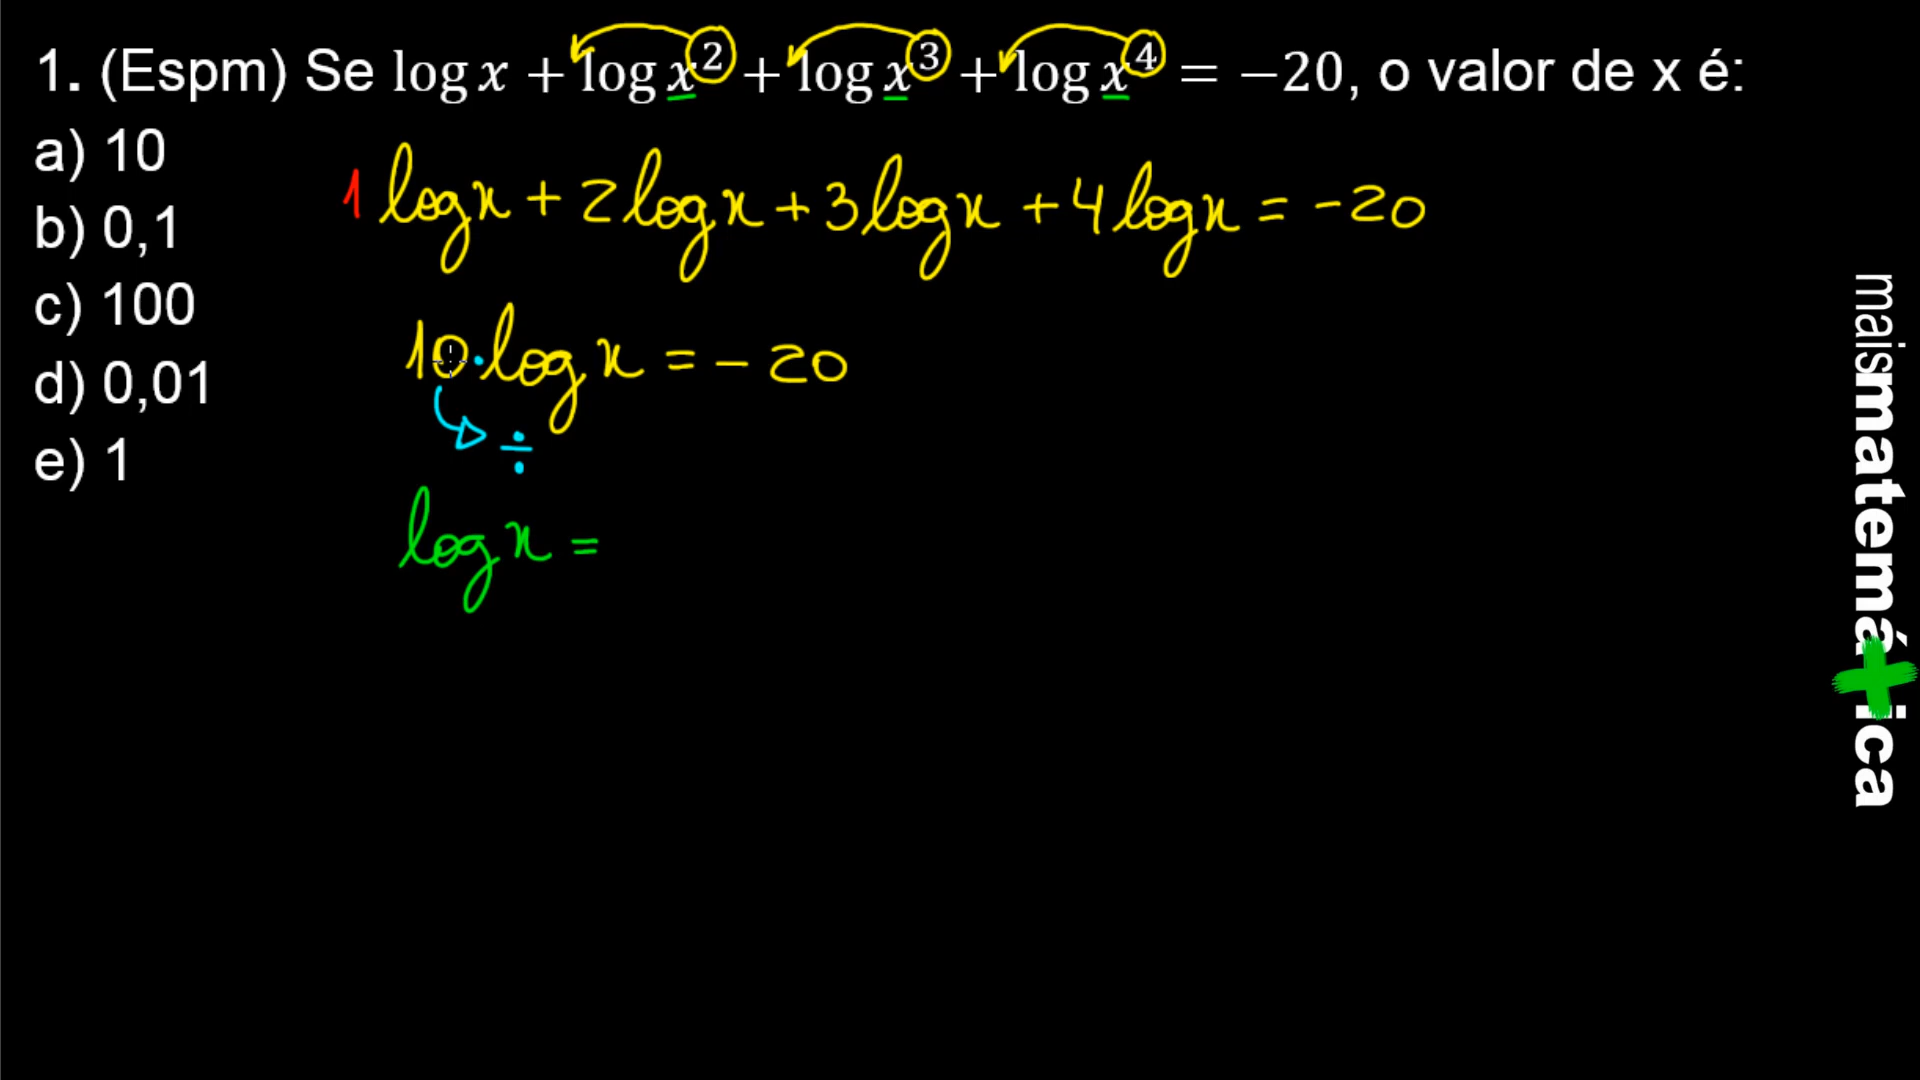 1. (Espm) Se log x + log x² + log x³ + log x⁴ = −20, o valor de x é:
a) 10
b) 0,1
c) 100
d) 0,01
e) 1
1 log x + 2 log x + 3 log x + 4 log x = -20
10 · log x = - 20
÷
log x =
maismatemática